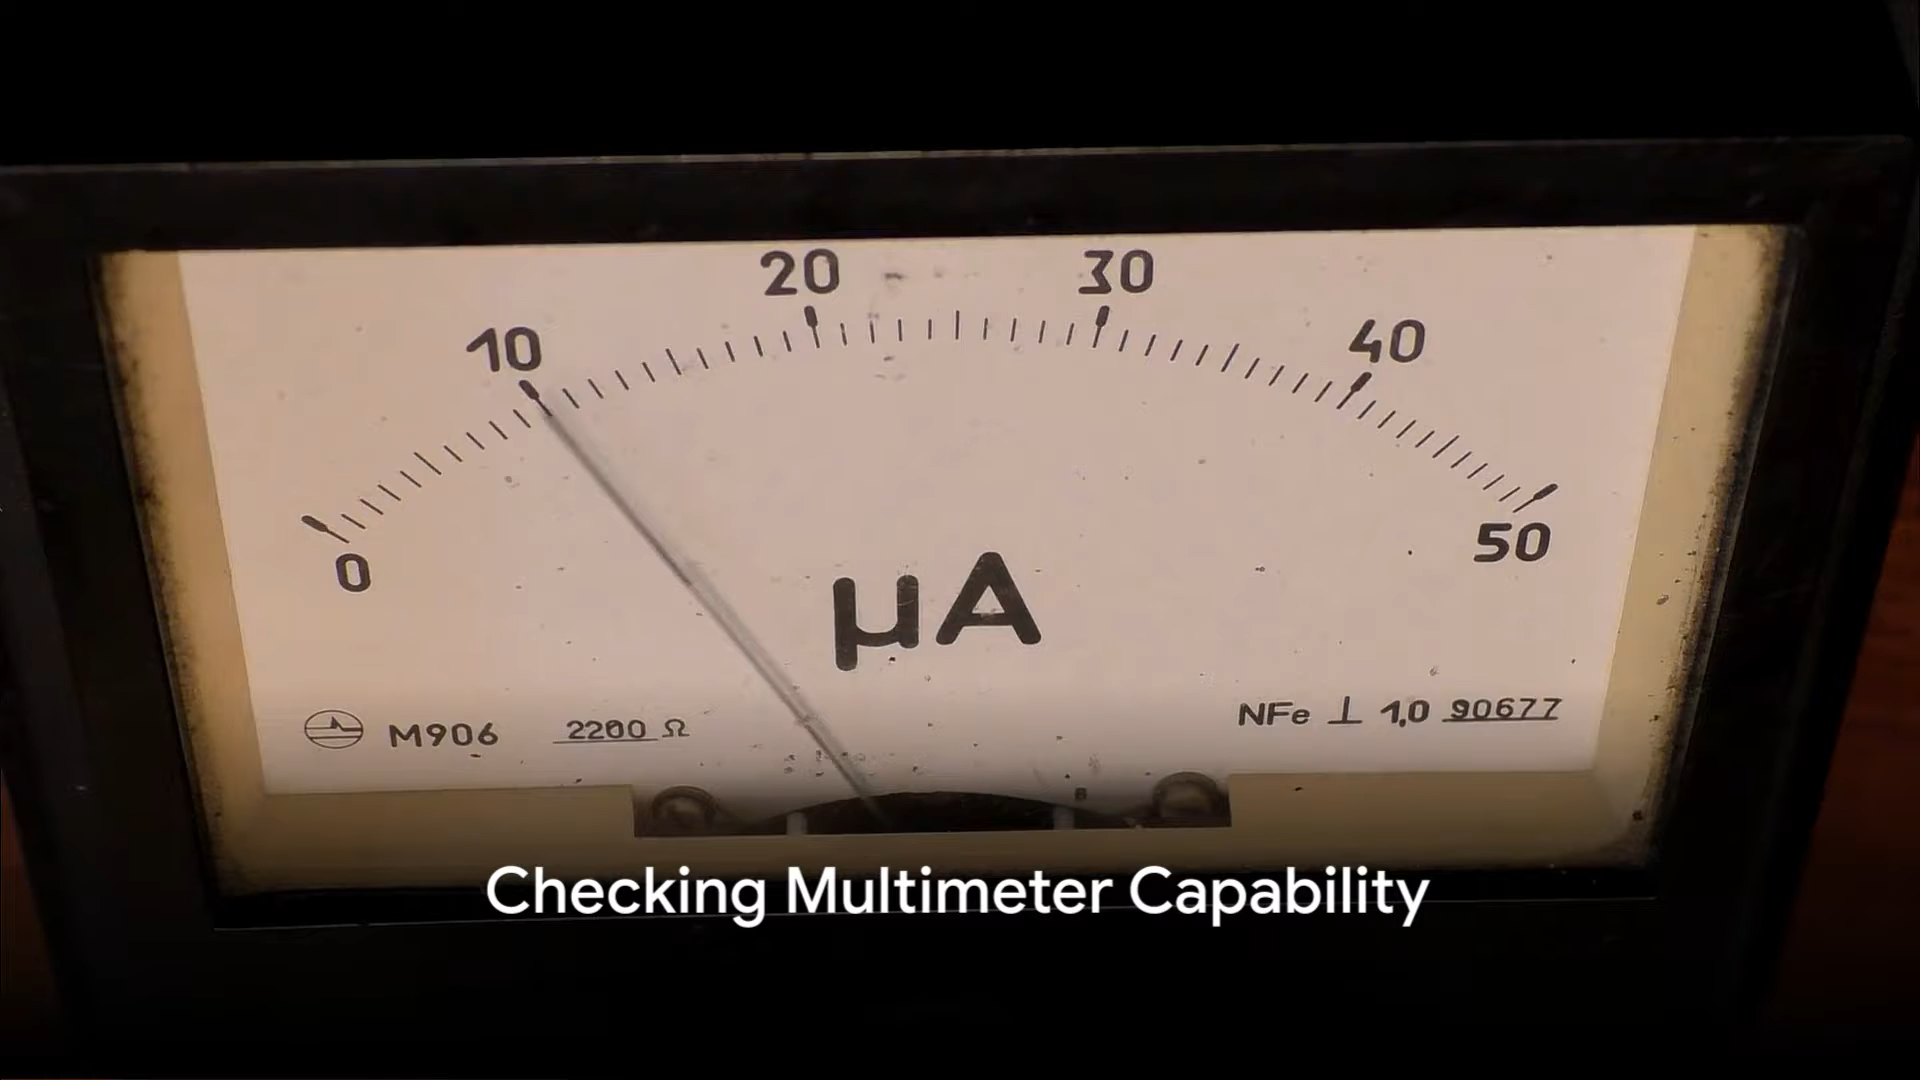 0 10 20 30 40 50
µA
M906 2200 Ω NFe ⊥ 1,0 90677
Checking Multimeter Capability